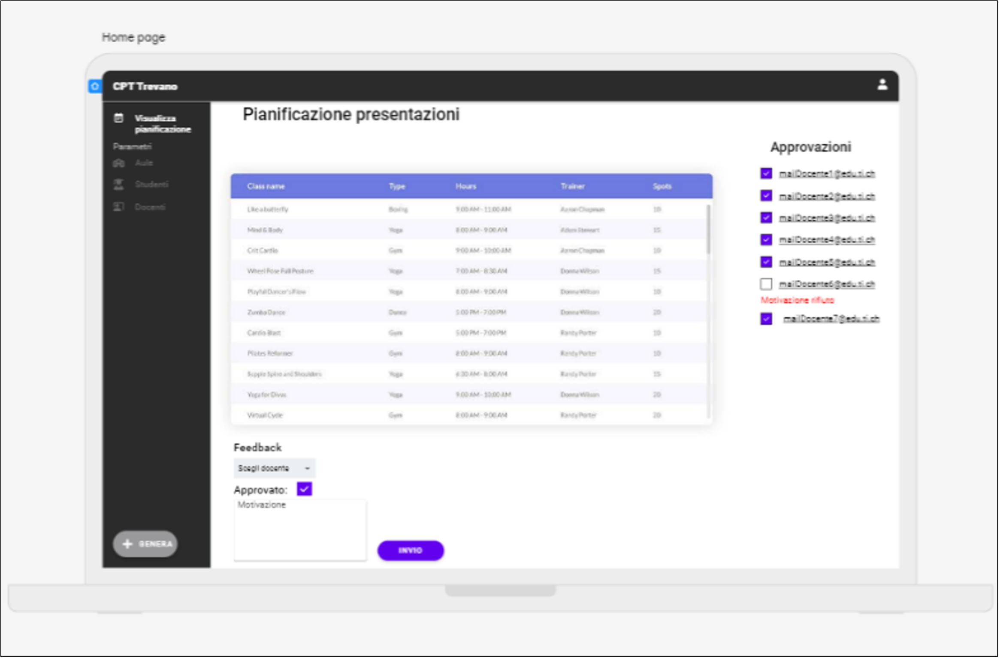 Home page
CPT Trevano
Visualizza
pianificazione
Parametri
Aule
Studenti
Docenti
GENERA
Pianificazione presentazioni
Class name Type Hours Trainer Spots
Like a butterfly Boxing 9:00 AM - 11:00 AM Aaron Chapman 10
Mind & Body Yoga 8:00 AM - 9:00 AM Adam Stewart 15
Crit Cardio Gym 9:00 AM - 10:00 AM Aaron Chapman 10
Wheel Pose Full Posture Yoga 7:00 AM - 8:30 AM Donna Wilson 15
Playful Dancer's Flow Yoga 8:00 AM - 9:00 AM Donna Wilson 10
Zumba Dance Dance 5:00 PM - 7:00 PM Donna Wilson 20
Cardio Blast Gym 5:00 PM - 7:00 PM Randy Porter 10
Pilates Reformer Gym 8:00 AM - 9:00 AM Randy Porter 10
Supple Spine and Shoulders Yoga 6:30 AM - 8:00 AM Randy Porter 15
Yoga for Divas Yoga 9:00 AM - 10:00 AM Donna Wilson 20
Virtual Cycle Gym 8:00 AM - 9:00 AM Randy Porter 20
Feedback
Scegli docente
Approvato:
Motivazione
INVIO
Approvazioni
mailDocente1@edu.ti.ch
mailDocente2@edu.ti.ch
mailDocente3@edu.ti.ch
mailDocente4@edu.ti.ch
mailDocente5@edu.ti.ch
mailDocente6@edu.ti.ch
Motivazione rifiuto
mailDocente7@edu.ti.ch